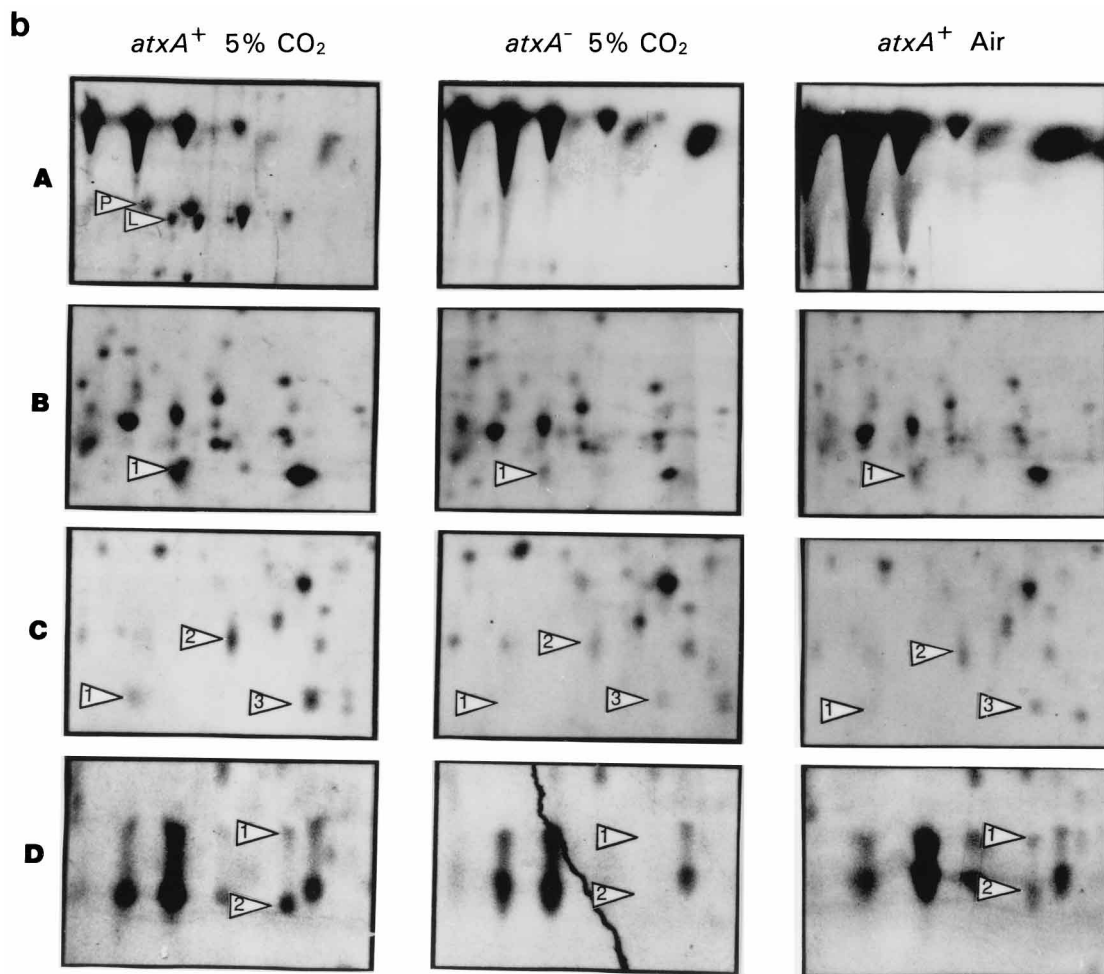 b
atxA⁺ 5% CO₂ atxA⁻ 5% CO₂ atxA⁺ Air
A
P
L
B
1 1 1
C
2 2 2
1 3 1 3 1 3
D
1 1 1
2 2 2